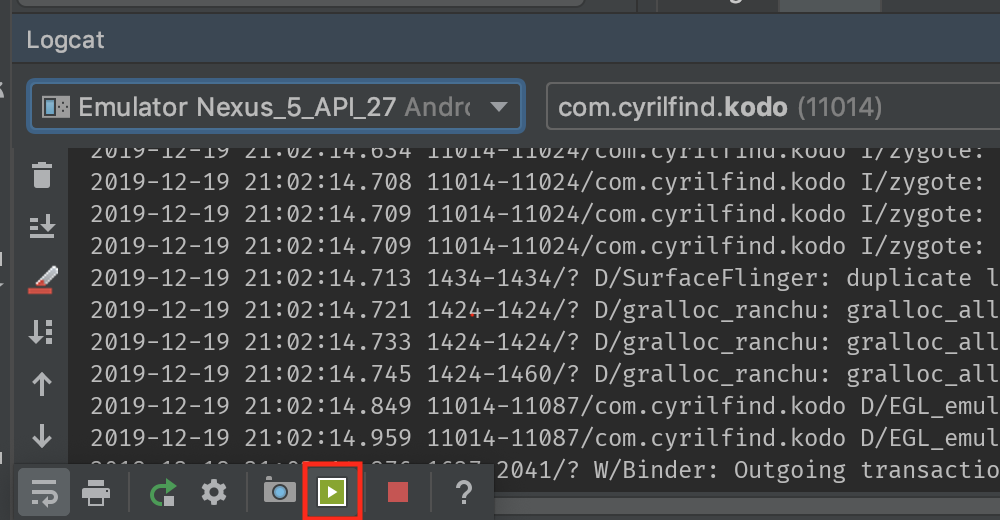 Logcat
Emulator Nexus_5_API_27 Andro
com.cyrilfind.kodo (11014)
2019-12-19 21:02:14.634 11014-11024/com.cyrilfind.kodo I/zygote:
2019-12-19 21:02:14.708 11014-11024/com.cyrilfind.kodo I/zygote:
2019-12-19 21:02:14.709 11014-11024/com.cyrilfind.kodo I/zygote:
2019-12-19 21:02:14.709 11014-11024/com.cyrilfind.kodo I/zygote:
2019-12-19 21:02:14.713 1434-1434/? D/SurfaceFlinger: duplicate l
2019-12-19 21:02:14.721 1424-1424/? D/gralloc_ranchu: gralloc_all
2019-12-19 21:02:14.733 1424-1424/? D/gralloc_ranchu: gralloc_all
2019-12-19 21:02:14.745 1424-1460/? D/gralloc_ranchu: gralloc_all
2019-12-19 21:02:14.849 11014-11087/com.cyrilfind.kodo D/EGL_emul
2019-12-19 21:02:14.959 11014-11087/com.cyrilfind.kodo D/EGL_emul
2041/? W/Binder: Outgoing transactio
?